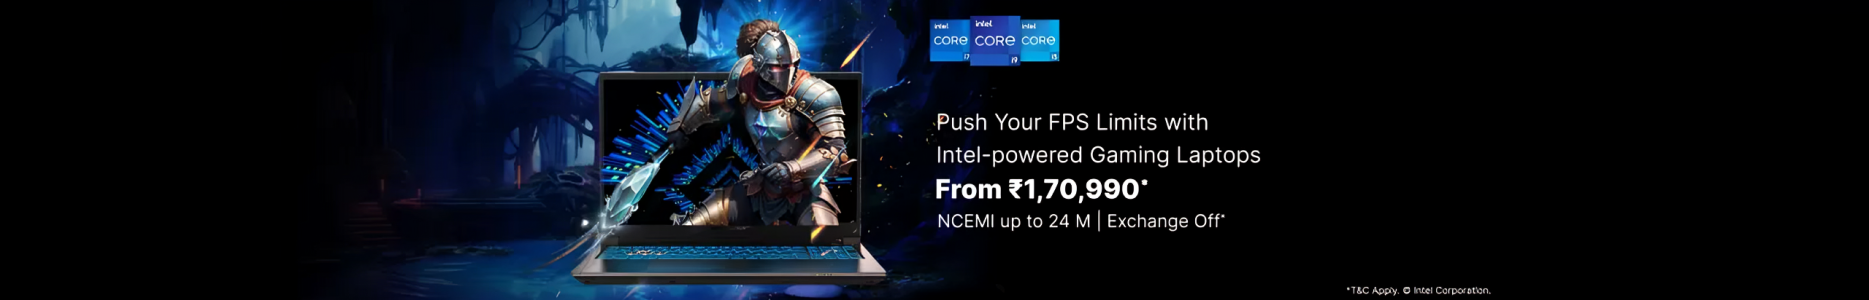 intel intel intel
CORE CORE CORE
i7 i9 i5
Push Your FPS Limits with
Intel-powered Gaming Laptops
From ₹1,70,990*
NCEMI up to 24 M | Exchange Off*
*T&C Apply. © Intel Corporation.